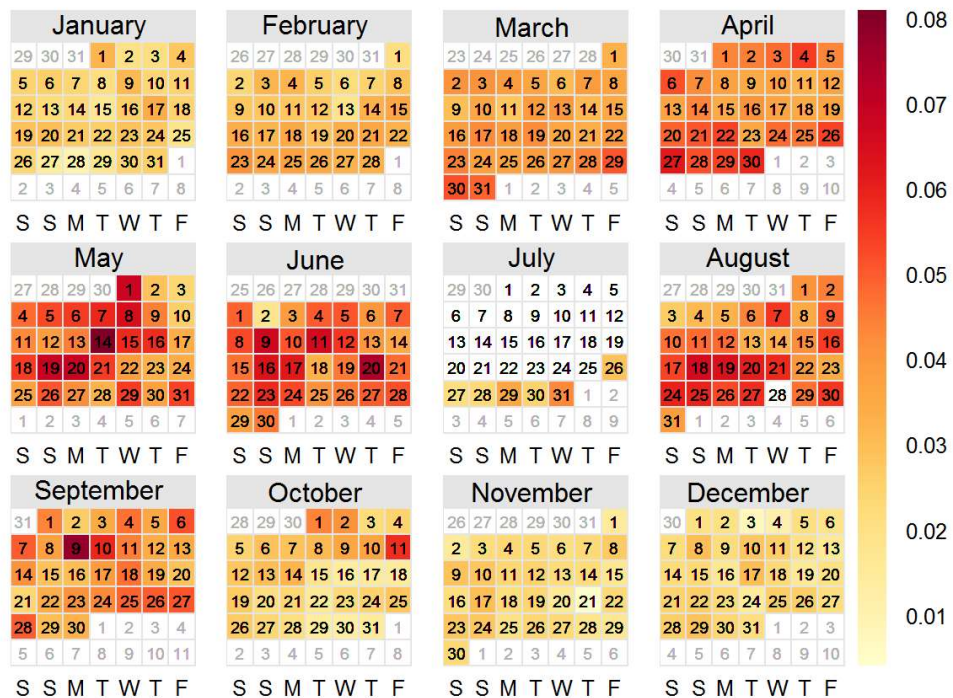 January
29 30 31 1 2 3 4
5 6 7 8 9 10 11
12 13 14 15 16 17 18
19 20 21 22 23 24 25
26 27 28 29 30 31 1
2 3 4 5 6 7 8
S S M T W T F
February
26 27 28 29 30 31 1
2 3 4 5 6 7 8
9 10 11 12 13 14 15
16 17 18 19 20 21 22
23 24 25 26 27 28 1
2 3 4 5 6 7 8
S S M T W T F
March
23 24 25 26 27 28 1
2 3 4 5 6 7 8
9 10 11 12 13 14 15
16 17 18 19 20 21 22
23 24 25 26 27 28 29
30 31 1 2 3 4 5
S S M T W T F
April
30 31 1 2 3 4 5
6 7 8 9 10 11 12
13 14 15 16 17 18 19
20 21 22 23 24 25 26
27 28 29 30 1 2 3
4 5 6 7 8 9 10
S S M T W T F
May
27 28 29 30 1 2 3
4 5 6 7 8 9 10
11 12 13 14 15 16 17
18 19 20 21 22 23 24
25 26 27 28 29 30 31
1 2 3 4 5 6 7
S S M T W T F
June
25 26 27 28 29 30 31
1 2 3 4 5 6 7
8 9 10 11 12 13 14
15 16 17 18 19 20 21
22 23 24 25 26 27 28
29 30 1 2 3 4 5
S S M T W T F
July
29 30 1 2 3 4 5
6 7 8 9 10 11 12
13 14 15 16 17 18 19
20 21 22 23 24 25 26
27 28 29 30 31 1 2
3 4 5 6 7 8 9
S S M T W T F
August
27 28 29 30 31 1 2
3 4 5 6 7 8 9
10 11 12 13 14 15 16
17 18 19 20 21 22 23
24 25 26 27 28 29 30
31 1 2 3 4 5 6
S S M T W T F
September
31 1 2 3 4 5 6
7 8 9 10 11 12 13
14 15 16 17 18 19 20
21 22 23 24 25 26 27
28 29 30 1 2 3 4
5 6 7 8 9 10 11
S S M T W T F
October
28 29 30 1 2 3 4
5 6 7 8 9 10 11
12 13 14 15 16 17 18
19 20 21 22 23 24 25
26 27 28 29 30 31 1
2 3 4 5 6 7 8
S S M T W T F
November
26 27 28 29 30 31 1
2 3 4 5 6 7 8
9 10 11 12 13 14 15
16 17 18 19 20 21 22
23 24 25 26 27 28 29
30 1 2 3 4 5 6
S S M T W T F
December
30 1 2 3 4 5 6
7 8 9 10 11 12 13
14 15 16 17 18 19 20
21 22 23 24 25 26 27
28 29 30 31 1 2 3
4 5 6 7 8 9 10
S S M T W T F
0.08
0.07
0.06
0.05
0.04
0.03
0.02
0.01